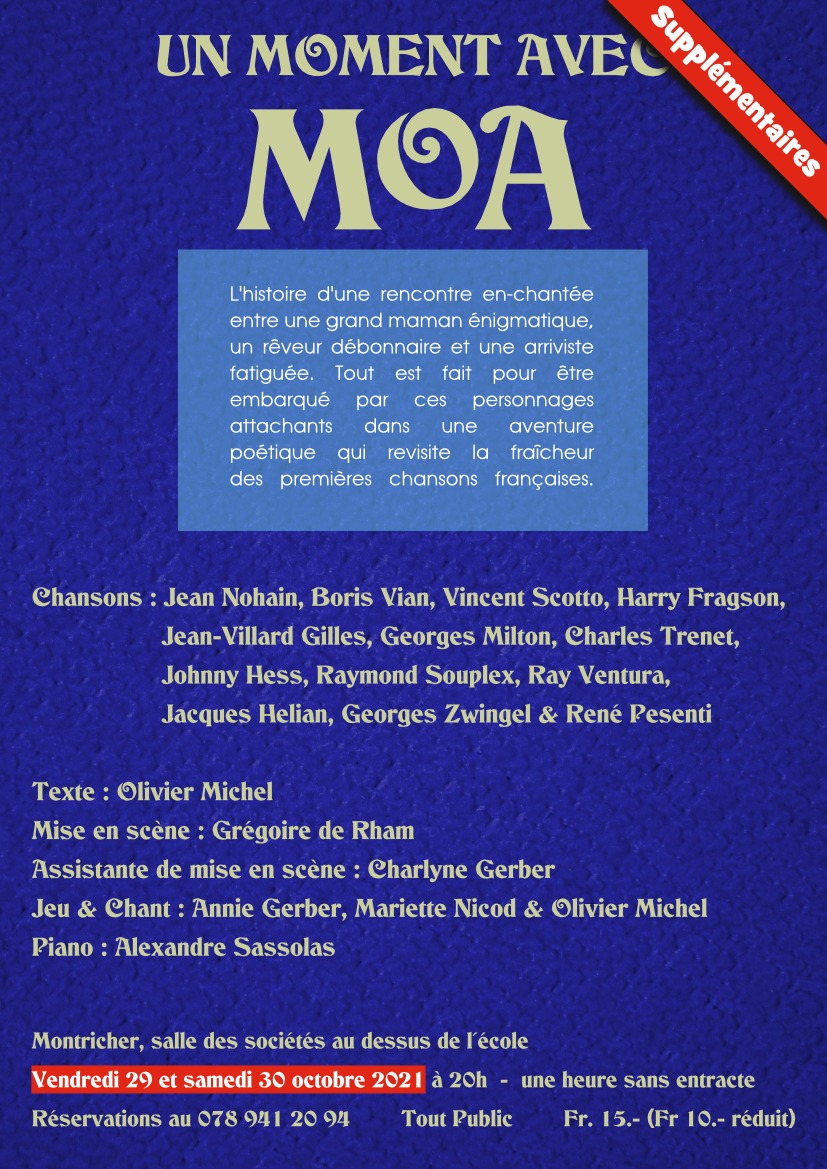 UN MOMENT AVEC
Supplémentaires
MOA
L'histoire d'une rencontre en-chantée
entre une grand maman énigmatique,
un rêveur débonnaire et une arriviste
fatiguée. Tout est fait pour être
embarqué par ces personnages
attachants dans une aventure
poétique qui revisite la fraîcheur
des premières chansons françaises.
Chansons : Jean Nohain, Boris Vian, Vincent Scotto, Harry Fragson,
Jean-Villard Gilles, Georges Milton, Charles Trenet,
Johnny Hess, Raymond Souplex, Ray Ventura,
Jacques Helian, Georges Zwingel & René Pesenti
Texte : Olivier Michel
Mise en scène : Grégoire de Rham
Assistante de mise en scène : Charlyne Gerber
Jeu & Chant : Annie Gerber, Mariette Nicod & Olivier Michel
Piano : Alexandre Sassolas
Montricher, salle des sociétés au dessus de l'école
Vendredi 29 et samedi 30 octobre 2021 à 20h - une heure sans entracte
Réservations au 078 941 20 94 Tout Public Fr. 15.- (Fr 10.- réduit)